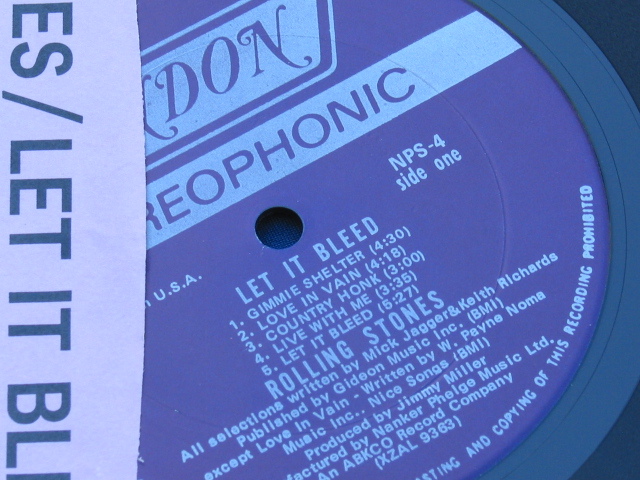 ES/LET IT BLE
DON
REOPHONIC
NPS-4
side one
U.S.A.
LET IT BLEED
1. GIMMIE SHELTER (4:30)
2. LOVE IN VAIN (4:18)
3. COUNTRY HONK (3:00)
4. LIVE WITH ME (3:35)
5. LET IT BLEED (5:27)
ROLLING STONES
All selections written by Mick Jagger&Keith Richards
Published by Gideon Music Inc. (BMI)
except Love In Vain - Written by W. Payne Noma
Music Inc., Nice Songs (BMI)
Produced by Jimmy Miller
factured by Nanker Phelge Music Ltd.
An ABKCO Record Company
(XZAL 9363)
ASTING AND COPYING OF THIS RECORDING PROHIBITED